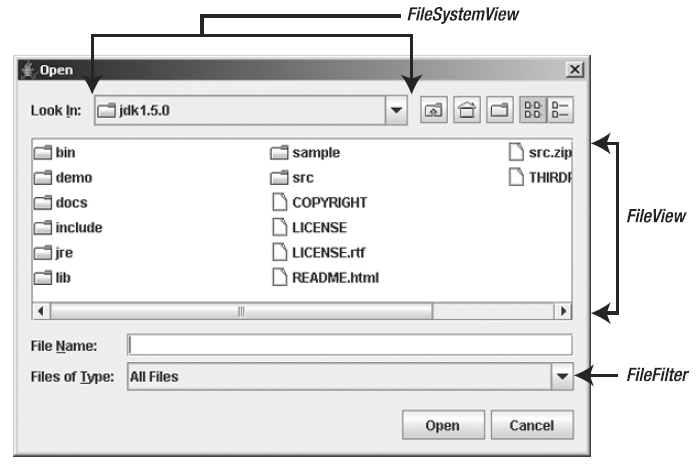 FileSystemView
Open
Look In: jdk1.5.0
bin sample src.zip
demo src THIRDP
docs COPYRIGHT
include LICENSE
FileView
jre LICENSE.rtf
lib README.html
File Name:
Files of Type: All Files
FileFilter
Open Cancel